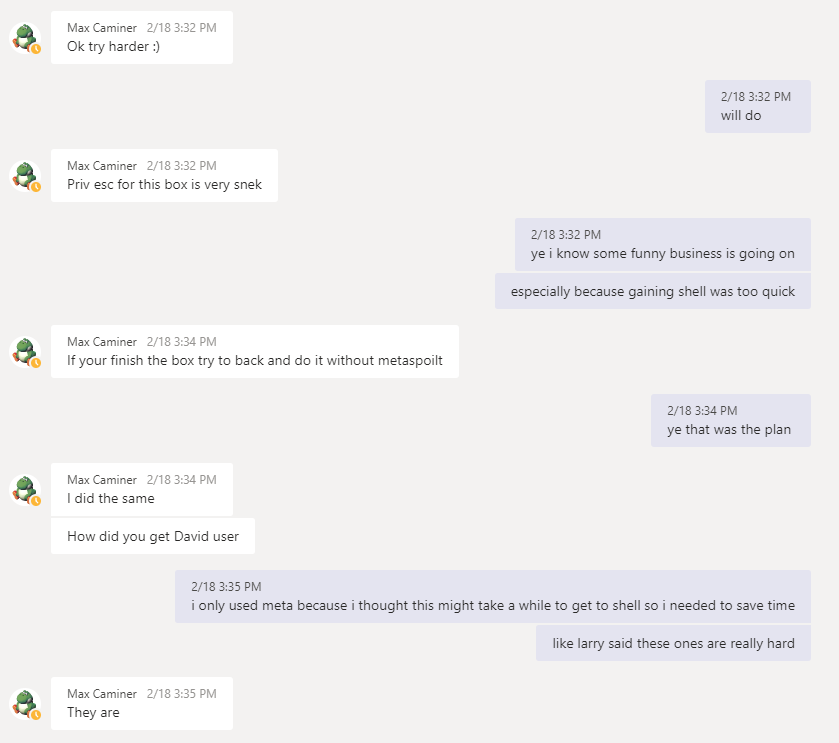 Max Caminer 2/18 3:32 PM
Ok try harder :)
2/18 3:32 PM
will do
Max Caminer 2/18 3:32 PM
Priv esc for this box is very snek
2/18 3:32 PM
ye i know some funny business is going on
especially because gaining shell was too quick
Max Caminer 2/18 3:34 PM
If your finish the box try to back and do it without metaspoilt
2/18 3:34 PM
ye that was the plan
Max Caminer 2/18 3:34 PM
I did the same
How did you get David user
2/18 3:35 PM
i only used meta because i thought this might take a while to get to shell so i needed to save time
like larry said these ones are really hard
Max Caminer 2/18 3:35 PM
They are